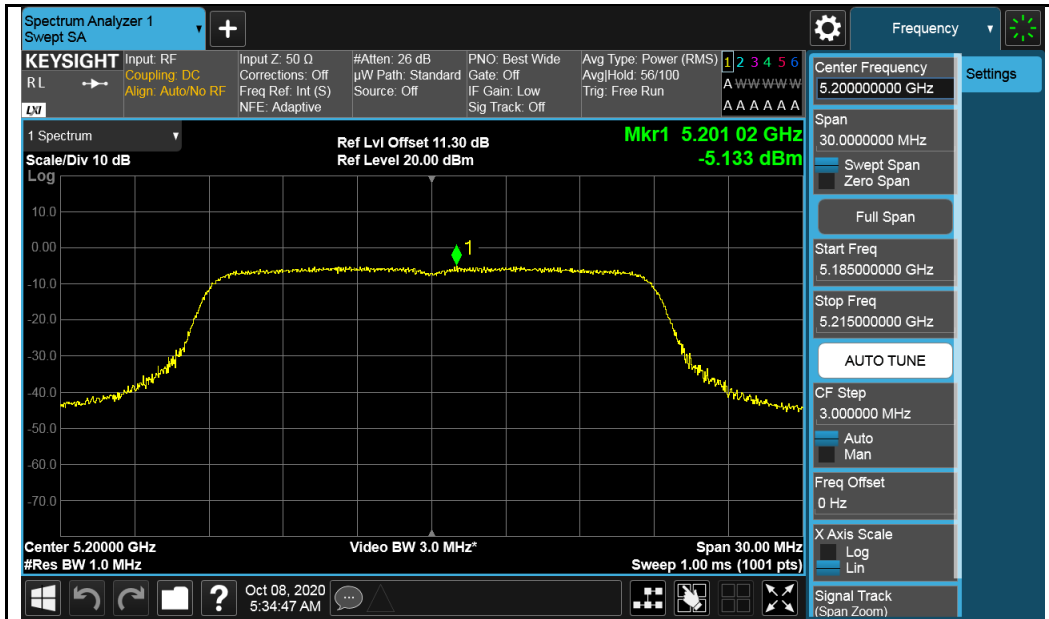 Spectrum Analyzer 1
Swept SA
+
Frequency
KEYSIGHT
R L
LXI
Input: RF
Coupling: DC
Align: Auto/No RF
Input Z: 50 Ω
Corrections: Off
Freq Ref: Int (S)
NFE: Adaptive
#Atten: 26 dB
µW Path: Standard
Source: Off
PNO: Best Wide
Gate: Off
IF Gain: Low
Sig Track: Off
Avg Type: Power (RMS)
Avg|Hold: 56/100
Trig: Free Run
1 2 3 4 5 6
A W W W W W
A A A A A A
1 Spectrum
Scale/Div 10 dB
Log
Ref Lvl Offset 11.30 dB
Ref Level 20.00 dBm
Mkr1 5.201 02 GHz
-5.133 dBm
10.0
0.00
-10.0
-20.0
-30.0
-40.0
-50.0
-60.0
-70.0
1
Center 5.20000 GHz
#Res BW 1.0 MHz
Video BW 3.0 MHz*
Span 30.00 MHz
Sweep 1.00 ms (1001 pts)
Center Frequency
5.200000000 GHz
Settings
Span
30.0000000 MHz
Swept Span
Zero Span
Full Span
Start Freq
5.185000000 GHz
Stop Freq
5.215000000 GHz
AUTO TUNE
CF Step
3.000000 MHz
Auto
Man
Freq Offset
0 Hz
X Axis Scale
Log
Lin
Signal Track
(Span Zoom)
?
Oct 08, 2020
5:34:47 AM